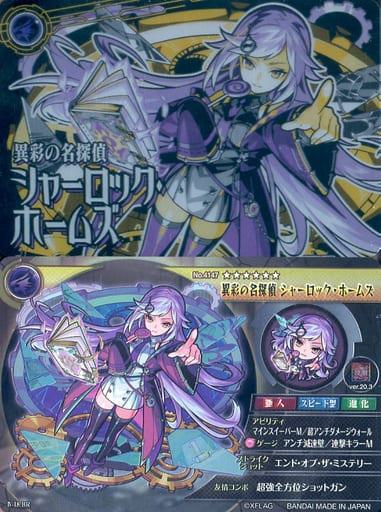 異彩の名探偵
シャーロック・
ホームズ
No.4147 ★★★★★★
異彩の名探偵 シャーロック・ホームズ
ver.20.3
亜人 スピード型 進化
アビリティ
マインスイーパーM/超アンチダメージウォール
ゲージ アンチ減速壁/連撃キラーM
ストライク
ショット エンド・オブ・ザ・ミステリー
友情コンボ 超強全方位ショットガン
©XFLAG BANDAI MADE IN JAPAN